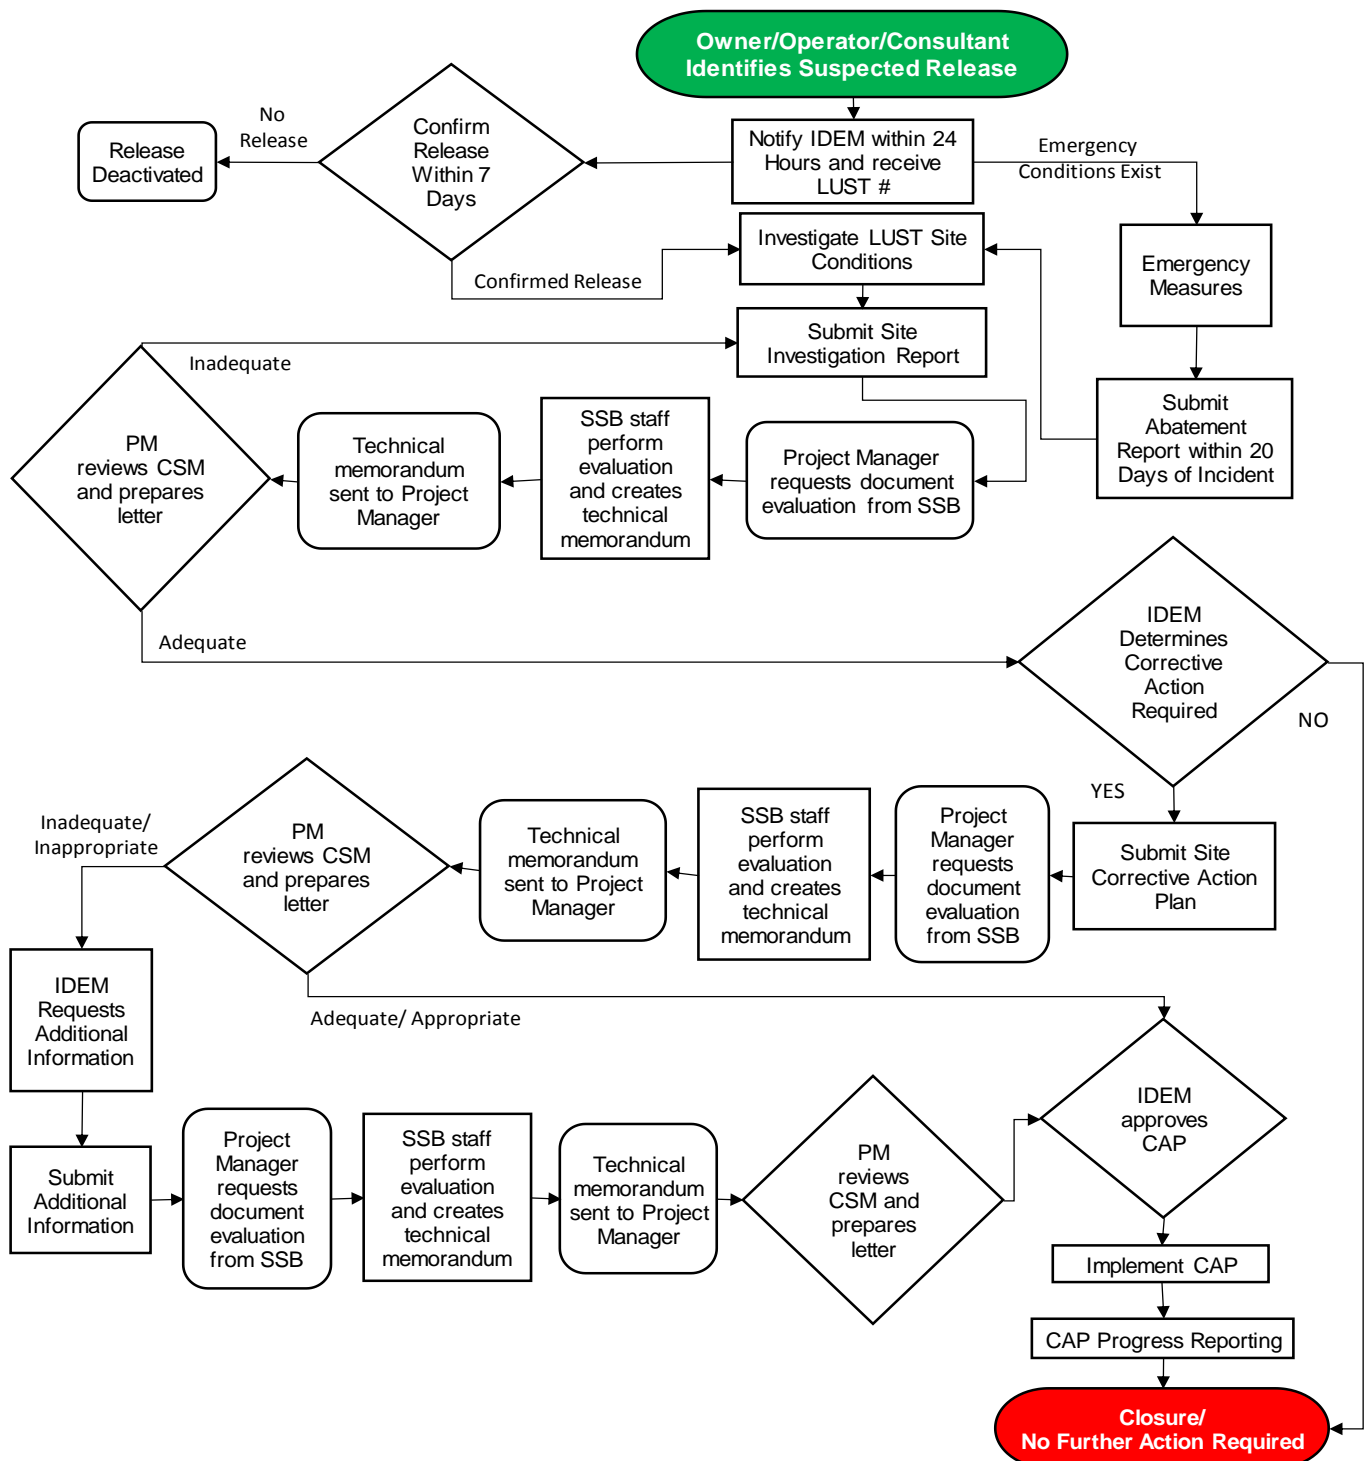 Owner/Operator/Consultant
Identifies Suspected Release
No
Release
Release
Deactivated
Confirm
Release
Within 7
Days
Notify IDEM within 24
Hours and receive
LUST #
Emergency
Conditions Exist
Confirmed Release
Investigate LUST Site
Conditions
Emergency
Measures
Submit Site
Investigation Report
Inadequate
PM
reviews CSM
and prepares
letter
Technical
memorandum
sent to Project
Manager
SSB staff
perform
evaluation
and creates
technical
memorandum
Project Manager
requests document
evaluation from SSB
Submit
Abatement
Report within 20
Days of Incident
Adequate
IDEM
Determines
Corrective
Action
Required
NO
YES
Inadequate/
Inappropriate
PM
reviews CSM
and prepares
letter
Technical
memorandum
sent to Project
Manager
SSB staff
perform
evaluation
and creates
technical
memorandum
Project
Manager
requests
document
evaluation
from SSB
Submit Site
Corrective Action
Plan
IDEM
Requests
Additional
Information
Adequate/ Appropriate
IDEM
approves
CAP
Submit
Additional
Information
Project
Manager
requests
document
evaluation
from SSB
SSB staff
perform
evaluation
and creates
technical
memorandum
Technical
memorandum
sent to Project
Manager
PM
reviews
CSM and
prepares
letter
Implement CAP
CAP Progress Reporting
Closure/
No Further Action Required